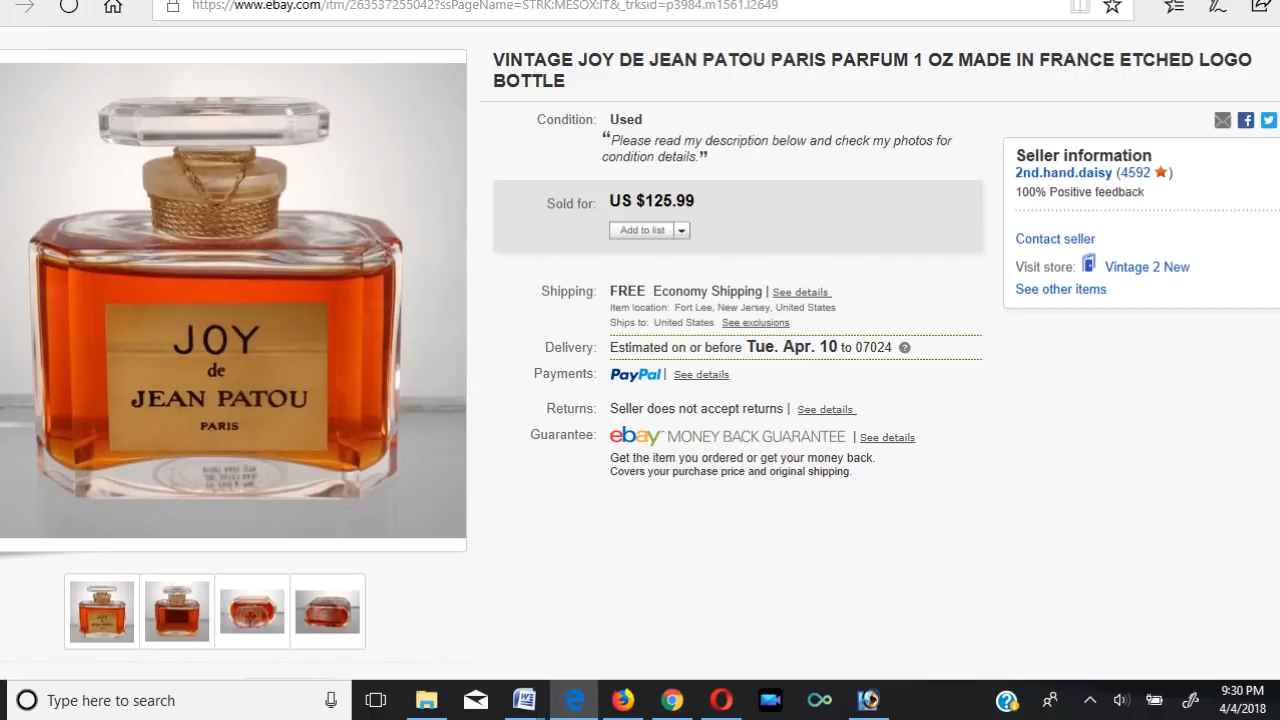 https://www.ebay.com/itm/263537255042?ssPageName=STRK:MESOX:IT&_trksid=p3984.m1561.l2649
VINTAGE JOY DE JEAN PATOU PARIS PARFUM 1 OZ MADE IN FRANCE ETCHED LOGO
BOTTLE
Condition: Used
“Please read my description below and check my photos for
condition details.”
Sold for: US $125.99
Add to list
Shipping: FREE Economy Shipping | See details
Item location: Fort Lee, New Jersey, United States
Ships to: United States See exclusions
Delivery: Estimated on or before Tue. Apr. 10 to 07024
Payments: PayPal | See details
Returns: Seller does not accept returns | See details
Guarantee: ebay MONEY BACK GUARANTEE | See details
Get the item you ordered or get your money back.
Covers your purchase price and original shipping.
Seller information
2nd.hand.daisy (4592 )
100% Positive feedback
Contact seller
Visit store: Vintage 2 New
See other items
JOY
de
JEAN PATOU
PARIS
Type here to search
9:30 PM
4/4/2018